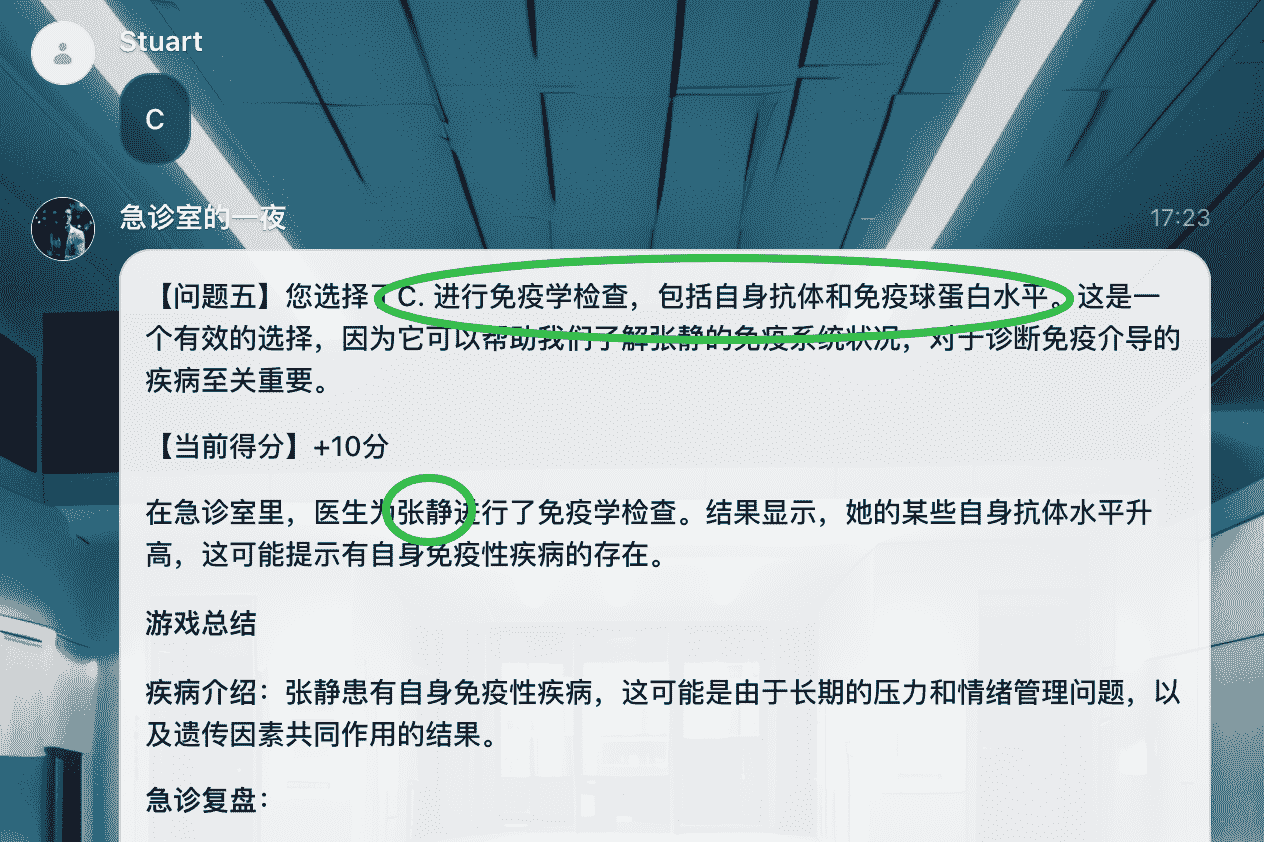 Stuart
C
急诊室的一夜
17:23
【问题五】您选择了 C. 进行免疫学检查，包括自身抗体和免疫球蛋白水平。这是一
个有效的选择，因为它可以帮助我们了解张静的免疫系统状况，对于诊断免疫介导的
疾病至关重要。
【当前得分】+10分
在急诊室里，医生为张静进行了免疫学检查。结果显示，她的某些自身抗体水平升
高，这可能提示有自身免疫性疾病的存在。
游戏总结
疾病介绍：张静患有自身免疫性疾病，这可能是由于长期的压力和情绪管理问题，以
及遗传因素共同作用的结果。
急诊复盘：